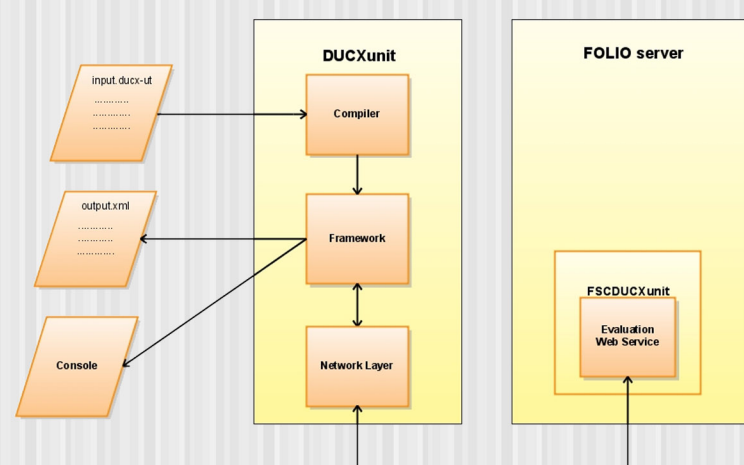 DUCXunit
FOLIO server
input.ducx-ut
............
.............
.............
Compiler
output.xml
............
............
.............
Framework
FSCDUCXunit
Evaluation
Web Service
Console
Network Layer